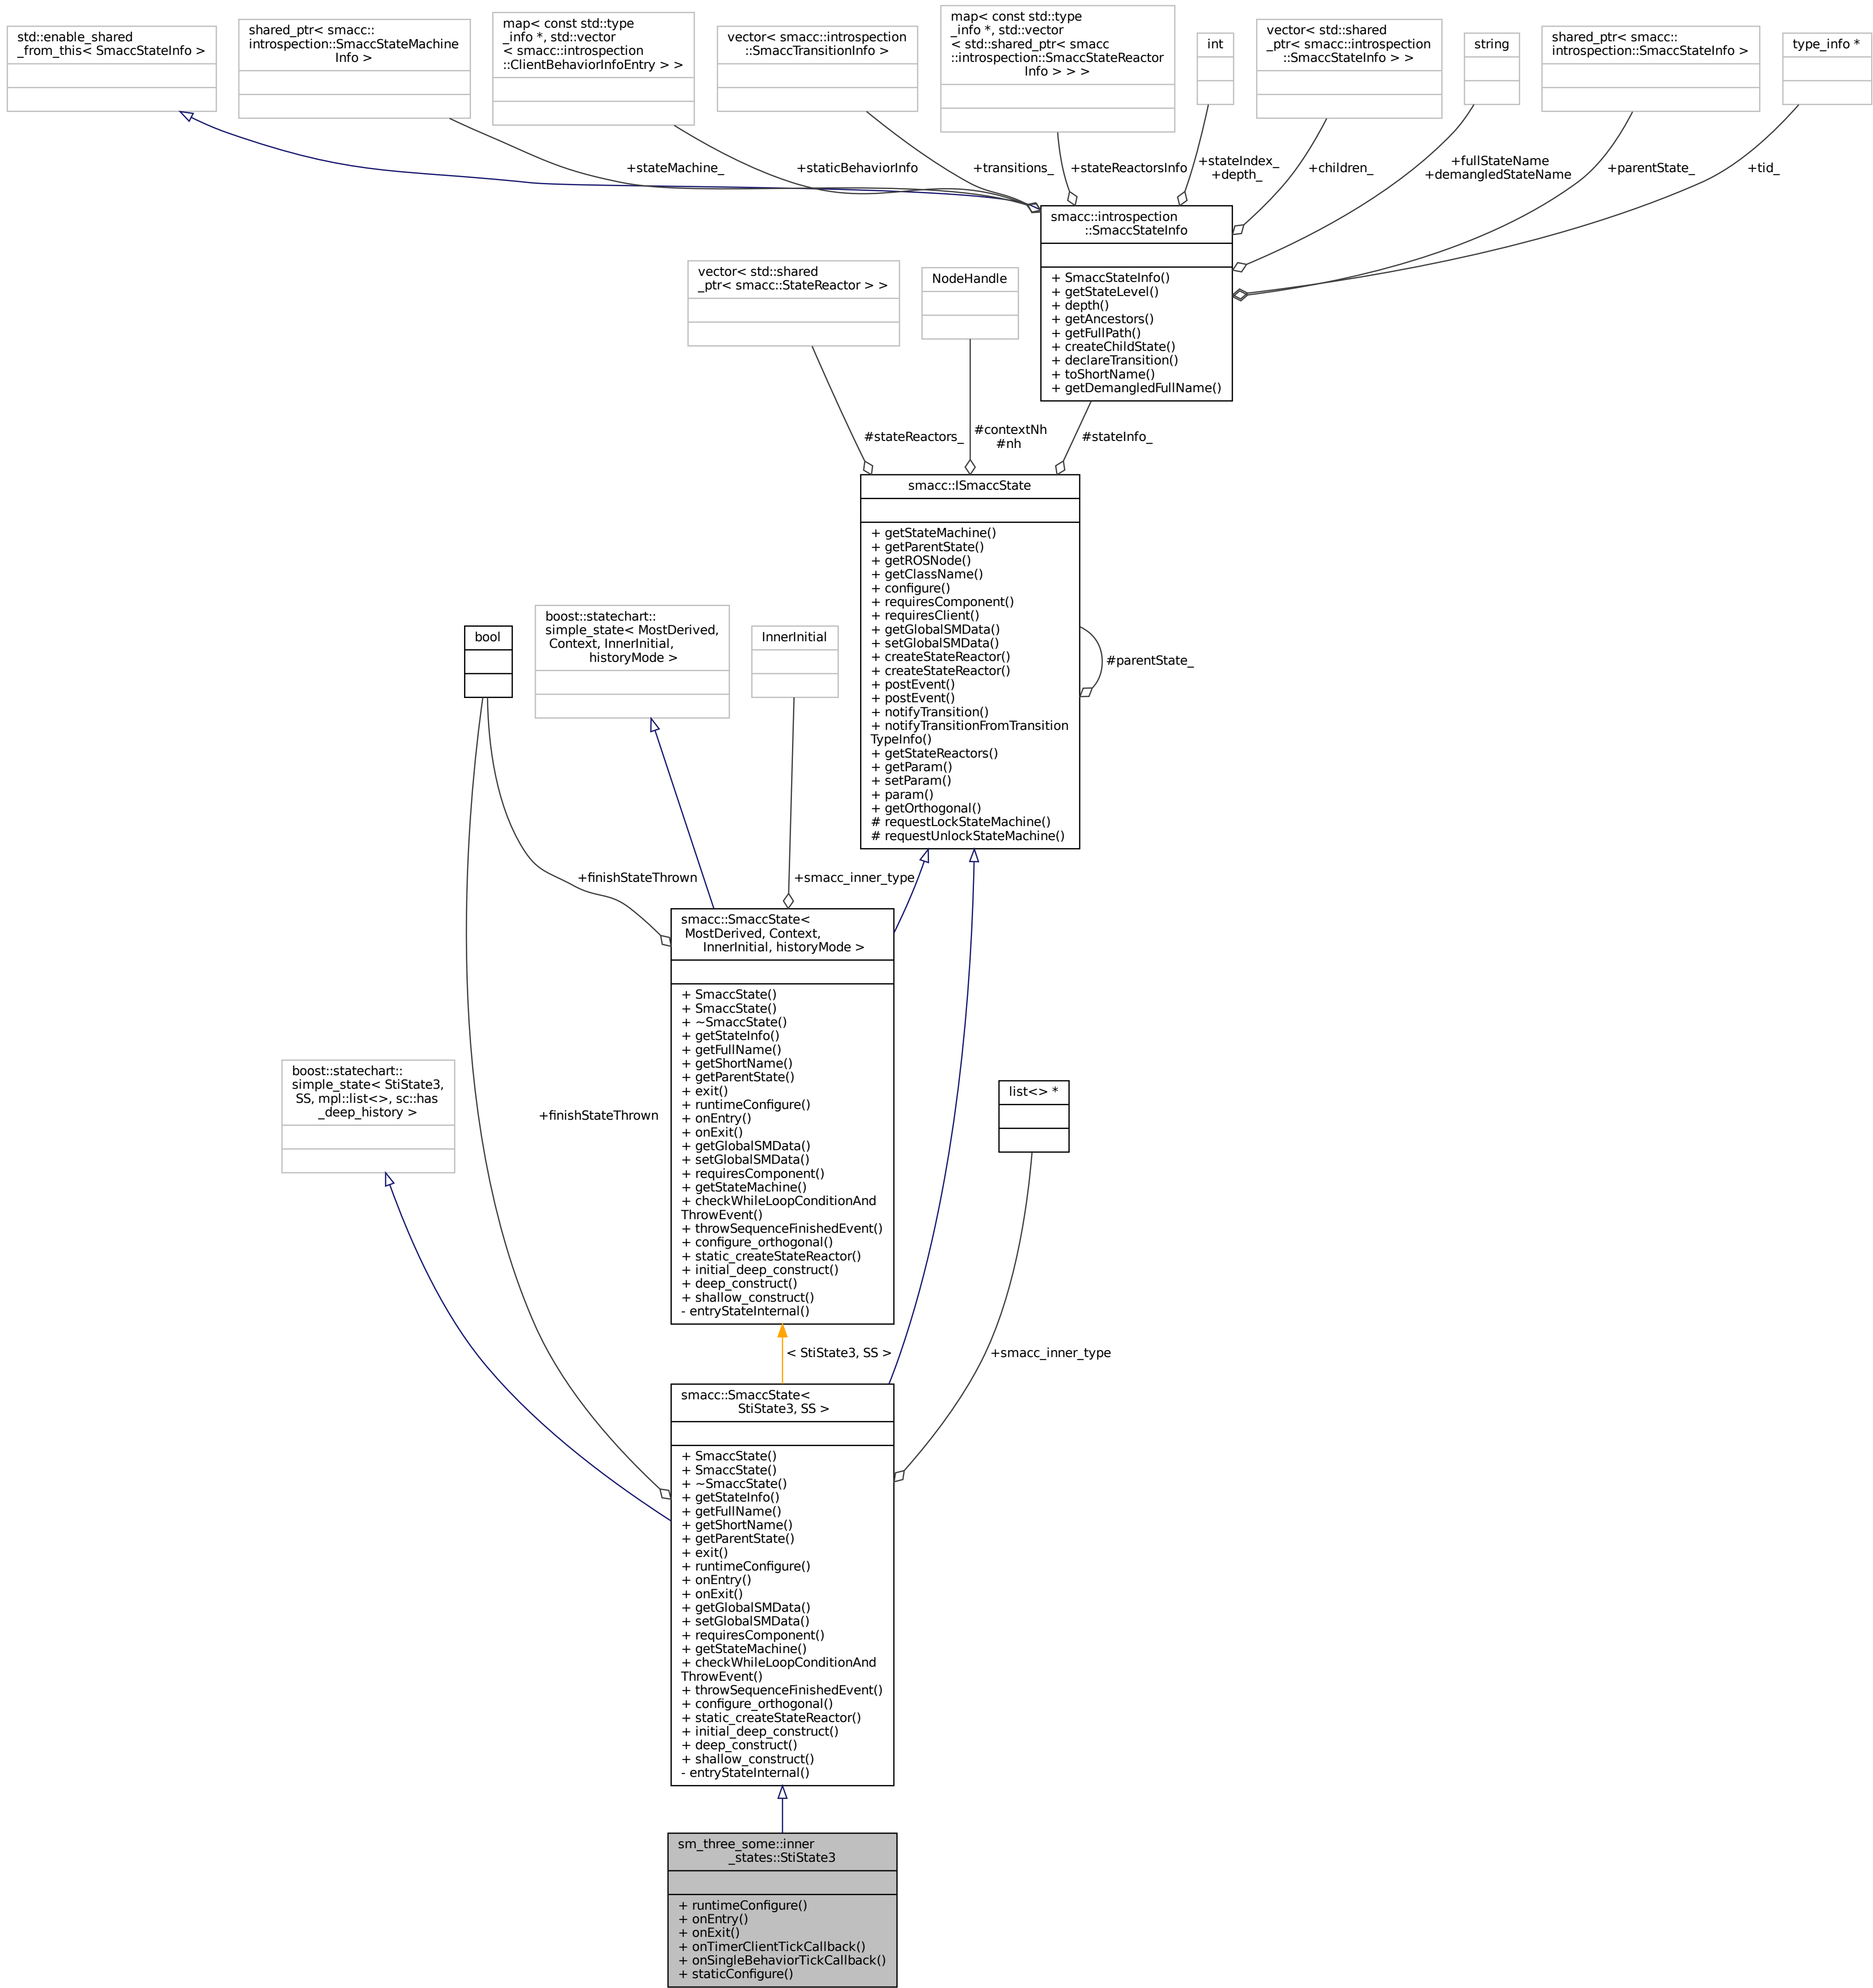 std::enable_shared
_from_this< SmaccStateInfo >
shared_ptr< smacc::
introspection::SmaccStateMachine
Info >
map< const std::type
_info *, std::vector
< smacc::introspection
::ClientBehaviorInfoEntry > >
vector< smacc::introspection
::SmaccTransitionInfo >
map< const std::type
_info *, std::vector
< std::shared_ptr< smacc
::introspection::SmaccStateReactor
Info > > >
int
vector< std::shared
_ptr< smacc::introspection
::SmaccStateInfo > >
string
shared_ptr< smacc::
introspection::SmaccStateInfo >
type_info *
+stateMachine_
+staticBehaviorInfo
+transitions_
+stateReactorsInfo
+stateIndex_
+depth_
+children_
+fullStateName
+demangledStateName
+parentState_
+tid_
smacc::introspection
::SmaccStateInfo
+ SmaccStateInfo()
+ getStateLevel()
+ depth()
+ getAncestors()
+ getFullPath()
+ createChildState()
+ declareTransition()
+ toShortName()
+ getDemangledFullName()
vector< std::shared
_ptr< smacc::StateReactor > >
NodeHandle
#stateReactors_
#contextNh
#nh
#stateInfo_
smacc::ISmaccState
+ getStateMachine()
+ getParentState()
+ getROSNode()
+ getClassName()
+ configure()
+ requiresComponent()
+ requiresClient()
+ getGlobalSMData()
+ setGlobalSMData()
+ createStateReactor()
+ createStateReactor()
+ postEvent()
+ postEvent()
+ notifyTransition()
+ notifyTransitionFromTransition
TypeInfo()
+ getStateReactors()
+ getParam()
+ setParam()
+ param()
+ getOrthogonal()
# requestLockStateMachine()
# requestUnlockStateMachine()
#parentState_
bool
boost::statechart::
simple_state< MostDerived,
Context, InnerInitial,
historyMode >
InnerInitial
+finishStateThrown
+smacc_inner_type
smacc::SmaccState<
MostDerived, Context,
InnerInitial, historyMode >
+ SmaccState()
+ SmaccState()
+ ~SmaccState()
+ getStateInfo()
+ getFullName()
+ getShortName()
+ getParentState()
+ exit()
+ runtimeConfigure()
+ onEntry()
+ onExit()
+ getGlobalSMData()
+ setGlobalSMData()
+ requiresComponent()
+ getStateMachine()
+ checkWhileLoopConditionAnd
ThrowEvent()
+ throwSequenceFinishedEvent()
+ configure_orthogonal()
+ static_createStateReactor()
+ initial_deep_construct()
+ deep_construct()
+ shallow_construct()
- entryStateInternal()
boost::statechart::
simple_state< StiState3,
SS, mpl::list<>, sc::has
_deep_history >
+finishStateThrown
list<> *
< StiState3, SS >
+smacc_inner_type
smacc::SmaccState<
StiState3, SS >
+ SmaccState()
+ SmaccState()
+ ~SmaccState()
+ getStateInfo()
+ getFullName()
+ getShortName()
+ getParentState()
+ exit()
+ runtimeConfigure()
+ onEntry()
+ onExit()
+ getGlobalSMData()
+ setGlobalSMData()
+ requiresComponent()
+ getStateMachine()
+ checkWhileLoopConditionAnd
ThrowEvent()
+ throwSequenceFinishedEvent()
+ configure_orthogonal()
+ static_createStateReactor()
+ initial_deep_construct()
+ deep_construct()
+ shallow_construct()
- entryStateInternal()
sm_three_some::inner
_states::StiState3
+ runtimeConfigure()
+ onEntry()
+ onExit()
+ onTimerClientTickCallback()
+ onSingleBehaviorTickCallback()
+ staticConfigure()